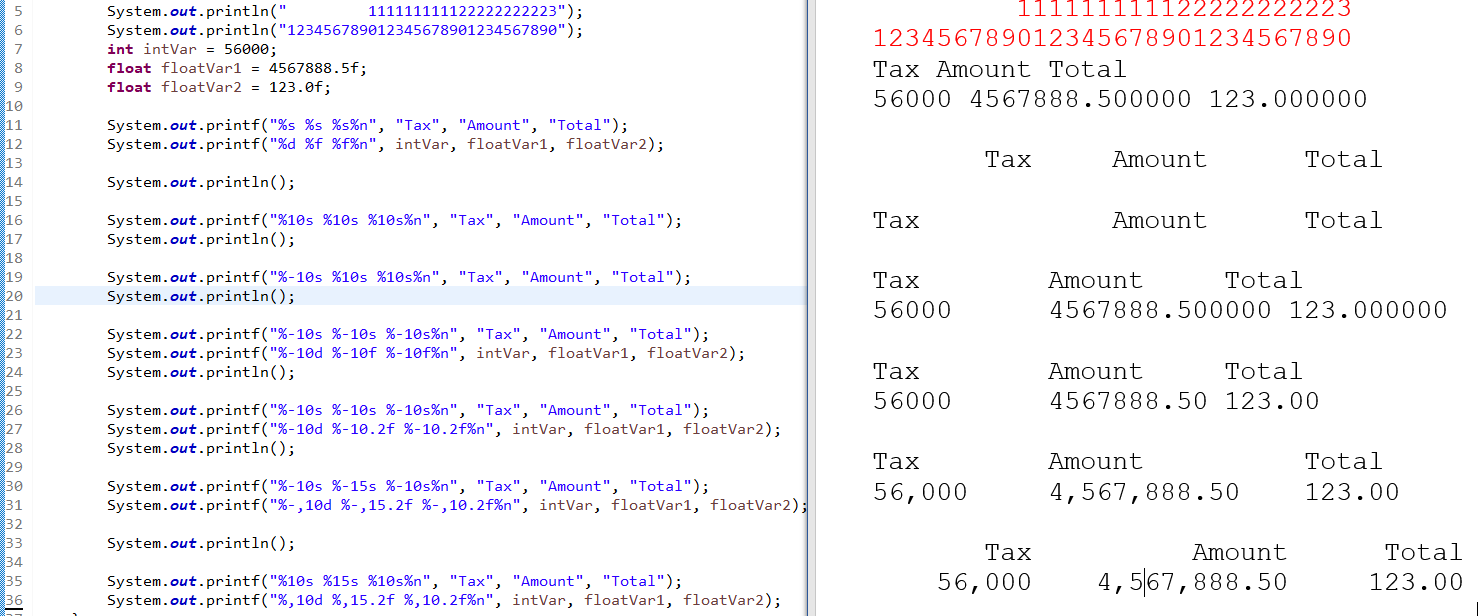 5 System.out.println("         111111111122222222223");
6 System.out.println("123456789012345678901234567890");
7 int intVar = 56000;
8 float floatVar1 = 4567888.5f;
9 float floatVar2 = 123.0f;
10
11 System.out.printf("%s %s %s%n", "Tax", "Amount", "Total");
12 System.out.printf("%d %f %f%n", intVar, floatVar1, floatVar2);
13
14 System.out.println();
15
16 System.out.printf("%10s %10s %10s%n", "Tax", "Amount", "Total");
17 System.out.println();
18
19 System.out.printf("%-10s %10s %10s%n", "Tax", "Amount", "Total");
20 System.out.println();
21
22 System.out.printf("%-10s %-10s %-10s%n", "Tax", "Amount", "Total");
23 System.out.printf("%-10d %-10f %-10f%n", intVar, floatVar1, floatVar2);
24 System.out.println();
25
26 System.out.printf("%-10s %-10s %-10s%n", "Tax", "Amount", "Total");
27 System.out.printf("%-10d %-10.2f %-10.2f%n", intVar, floatVar1, floatVar2);
28 System.out.println();
29
30 System.out.printf("%-10s %-15s %-10s%n", "Tax", "Amount", "Total");
31 System.out.printf("%-,10d %-,15.2f %-,10.2f%n", intVar, floatVar1, floatVar2);
32
33 System.out.println();
34
35 System.out.printf("%10s %15s %10s%n", "Tax", "Amount", "Total");
36 System.out.printf("%,10d %,15.2f %,10.2f%n", intVar, floatVar1, floatVar2);
111111111122222222223
123456789012345678901234567890
Tax Amount Total
56000 4567888.500000 123.000000
Tax Amount Total
Tax Amount Total
Tax Amount Total
56000 4567888.500000 123.000000
Tax Amount Total
56000 4567888.50 123.00
Tax Amount Total
56,000 4,567,888.50 123.00
Tax Amount Total
56,000 4,567,888.50 123.00